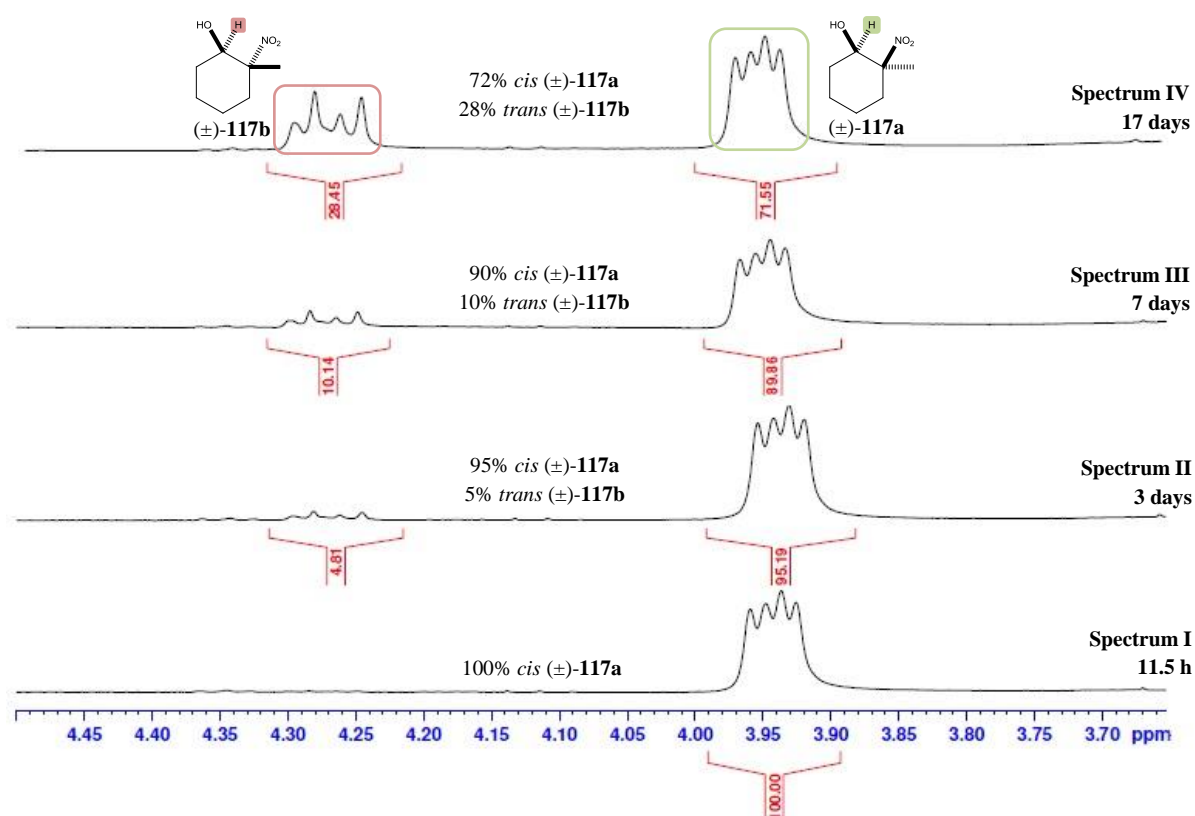 HO H
NO₂
(±)-117b
72% cis (±)-117a
28% trans (±)-117b
HO H
NO₂
(±)-117a
Spectrum IV
17 days
28.45
71.55
90% cis (±)-117a
10% trans (±)-117b
Spectrum III
7 days
10.14
89.86
95% cis (±)-117a
5% trans (±)-117b
Spectrum II
3 days
4.81
95.19
100% cis (±)-117a
Spectrum I
11.5 h
4.45 4.40 4.35 4.30 4.25 4.20 4.15 4.10 4.05 4.00 3.95 3.90 3.85 3.80 3.75 3.70 ppm
100.00